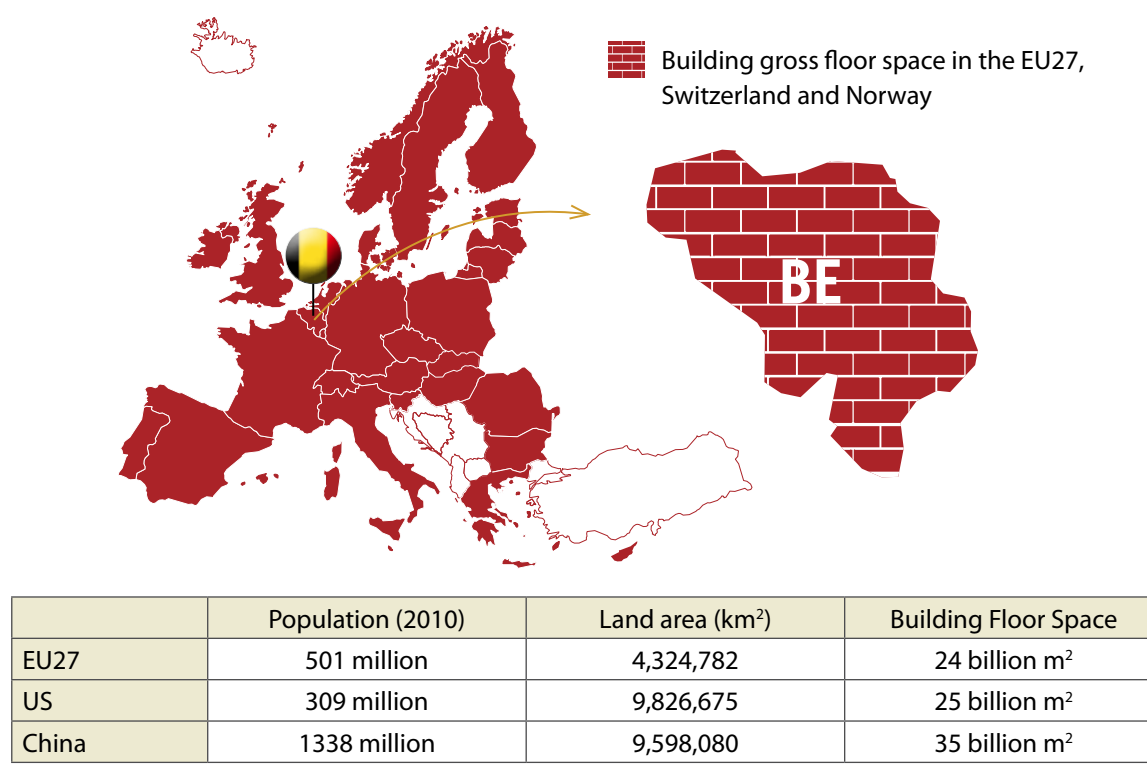 Building gross floor space in the EU27,
Switzerland and Norway
BE
Population (2010) Land area (km²) Building Floor Space
EU27 501 million 4,324,782 24 billion m²
US 309 million 9,826,675 25 billion m²
China 1338 million 9,598,080 35 billion m²